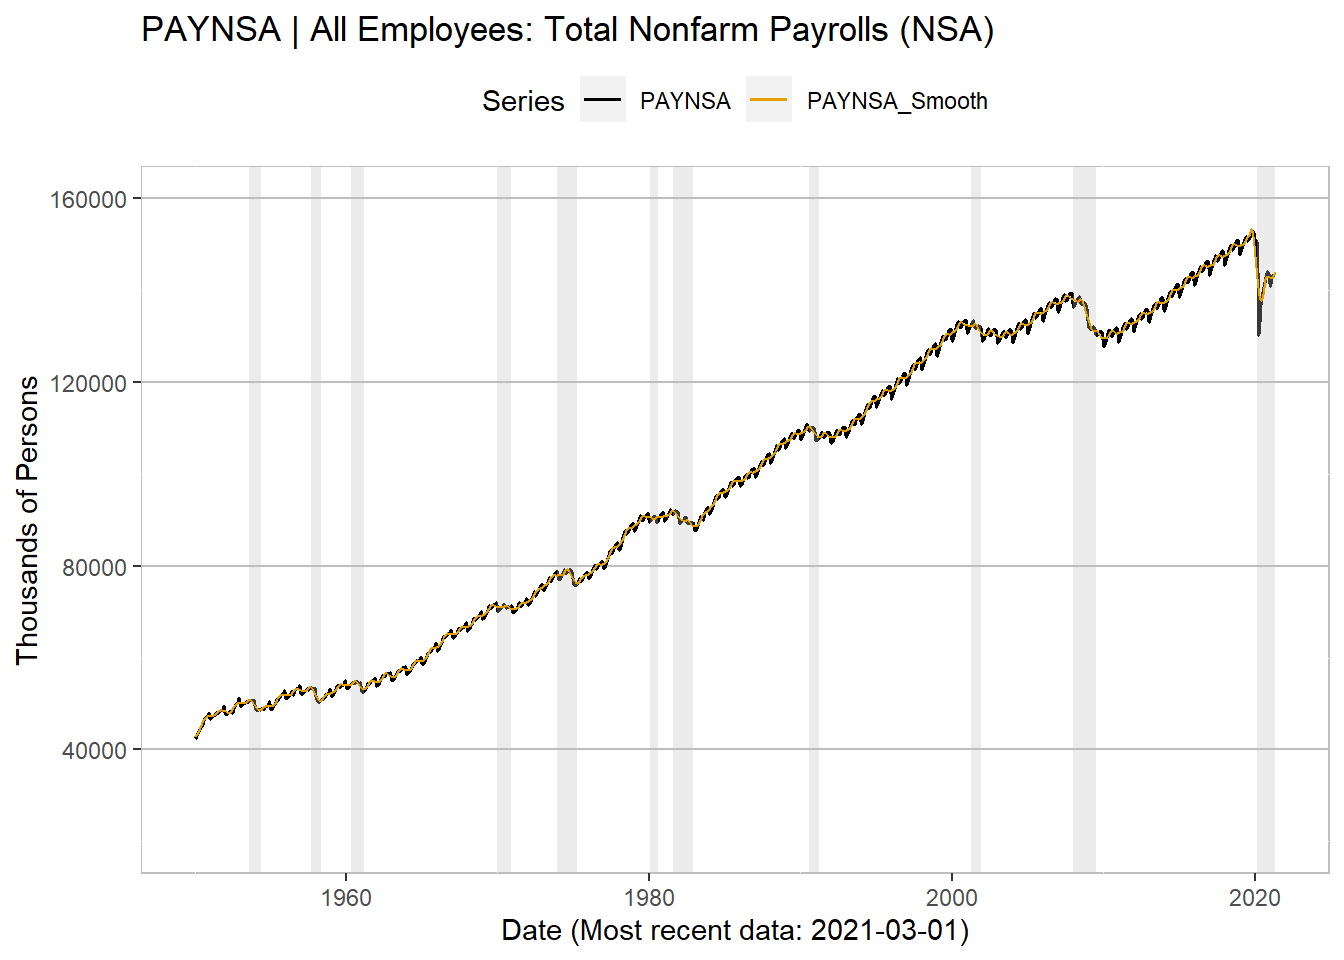 PAYNSA | All Employees: Total Nonfarm Payrolls (NSA)
Series PAYNSA PAYNSA_Smooth
160000
120000
80000
40000
Thousands of Persons
1960 1980 2000 2020
Date (Most recent data: 2021-03-01)